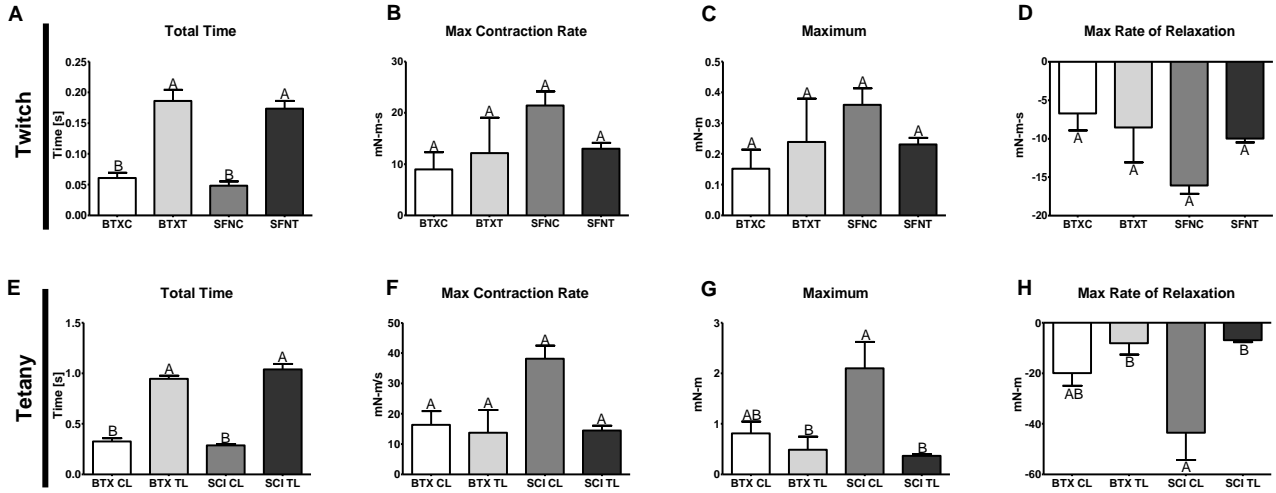 A
Total Time
Twitch
Time [s]
0.25
0.20
0.15
0.10
0.05
0.00
B
A
B
A
BTXC BTXT SFNC SFNT
B
Max Contraction Rate
mN-m-s
30
20
10
0
A
A
A
A
BTXC BTXT SFNC SFNT
C
Maximum
mN-m
0.5
0.4
0.3
0.2
0.1
0.0
A
A
A
A
BTXC BTXT SFNC SFNT
D
Max Rate of Relaxation
mN-m-s
0
-5
-10
-15
-20
A
A
A
A
BTXC BTXT SFNC SFNT
E
Total Time
Tetany
Time [s]
1.5
1.0
0.5
0.0
B
A
B
A
BTX CL BTX TL SCI CL SCI TL
F
Max Contraction Rate
mN-m/s
50
40
30
20
10
0
A
A
A
A
BTX CL BTX TL SCI CL SCI TL
G
Maximum
mN-m
3
2
1
0
AB
B
A
B
BTX CL BTX TL SCI CL SCI TL
H
Max Rate of Relaxation
mN-m
0
-20
-40
-60
AB
B
A
B
BTX CL BTX TL SCI CL SCI TL